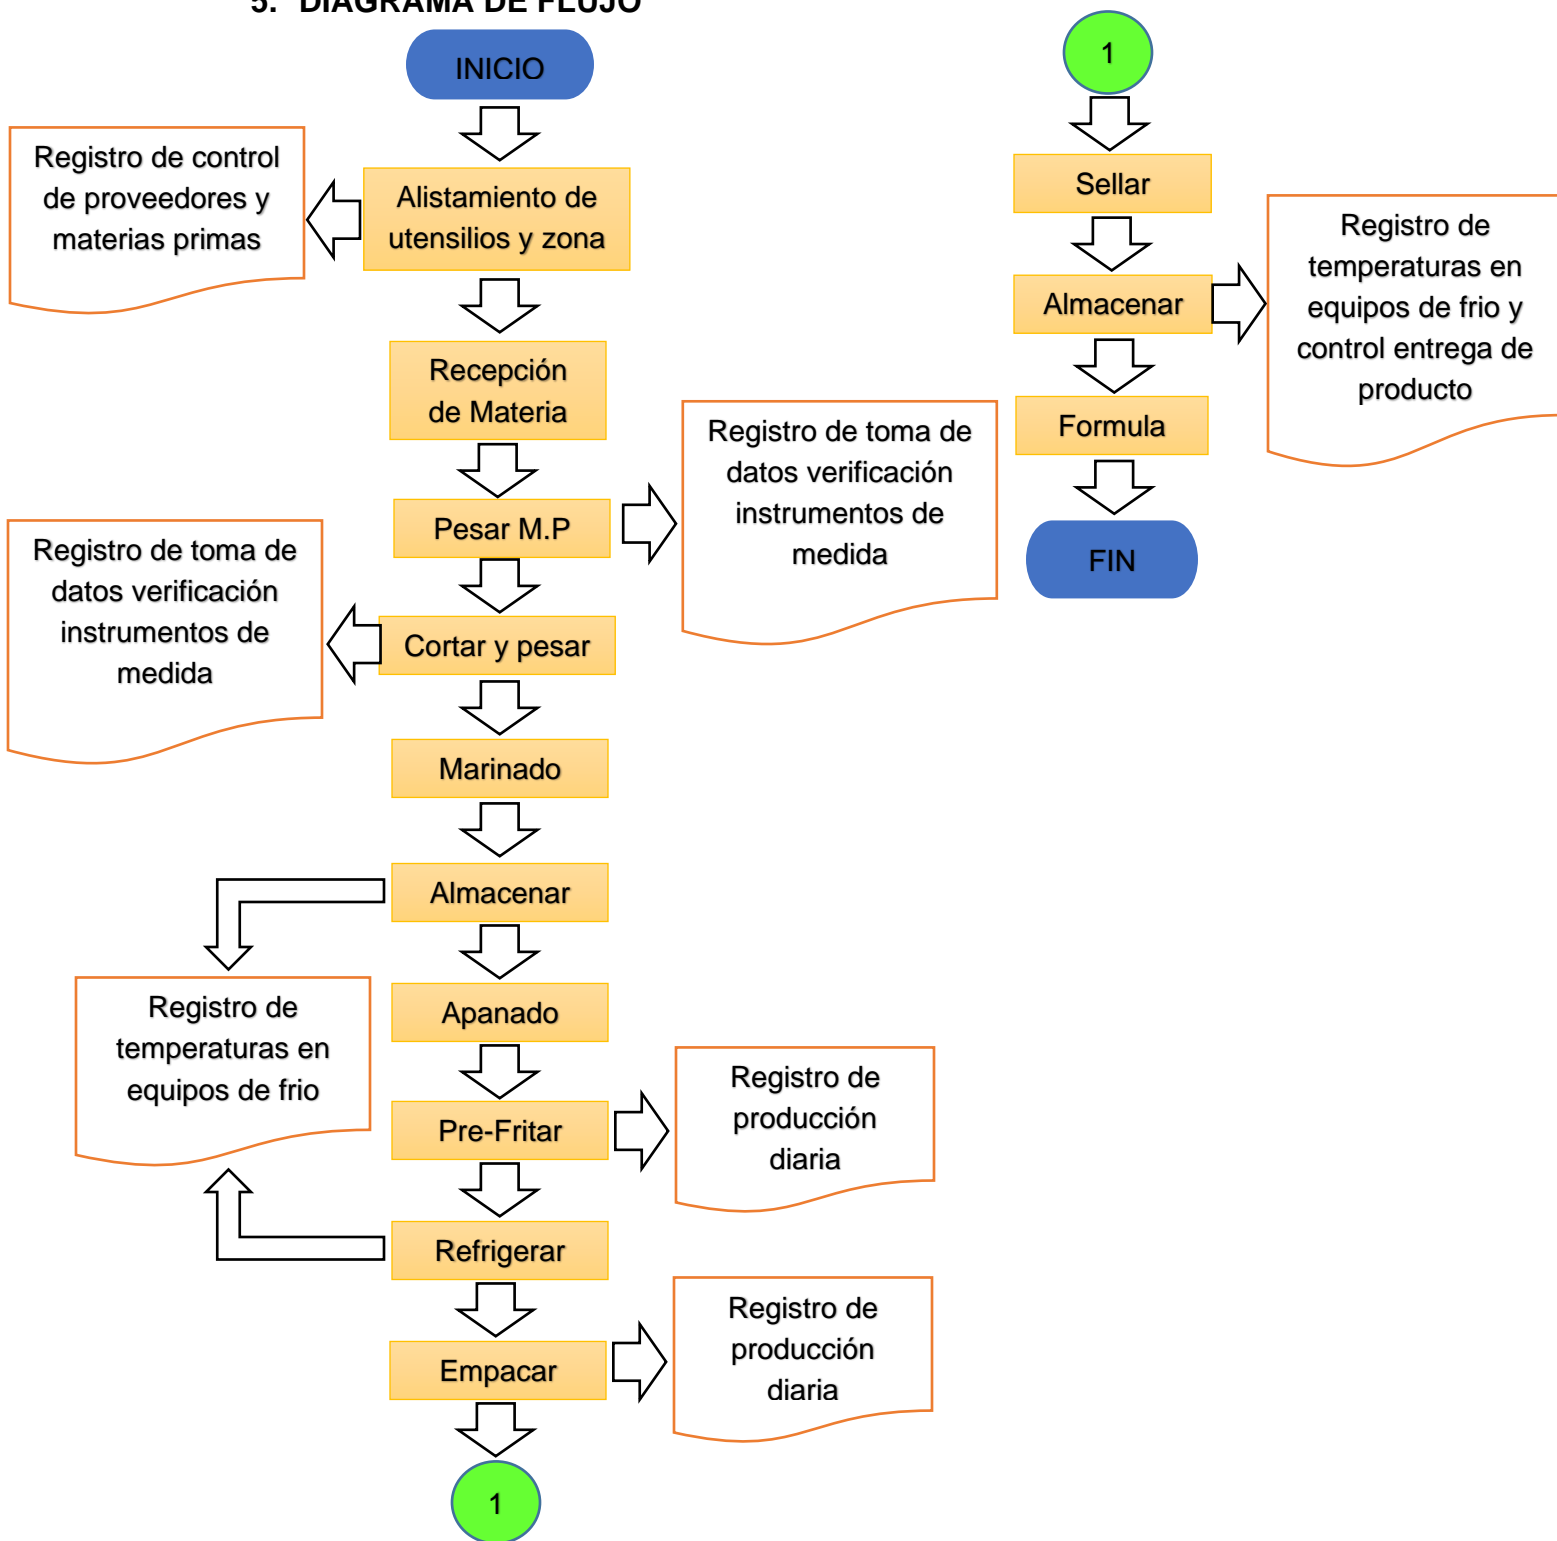 5. DIAGRAMA DE FLUJO
INICIO
Registro de control
de proveedores y
materias primas
Alistamiento de
utensilios y zona
Recepción
de Materia
Pesar M.P
Registro de toma de
datos verificación
instrumentos de
medida
Registro de toma de
datos verificación
instrumentos de
medida
Cortar y pesar
Marinado
Almacenar
Registro de
temperaturas en
equipos de frio
Apanado
Pre-Fritar
Registro de
producción
diaria
Refrigerar
Empacar
Registro de
producción
diaria
1
1
Sellar
Almacenar
Registro de
temperaturas en
equipos de frio y
control entrega de
producto
Formula
FIN